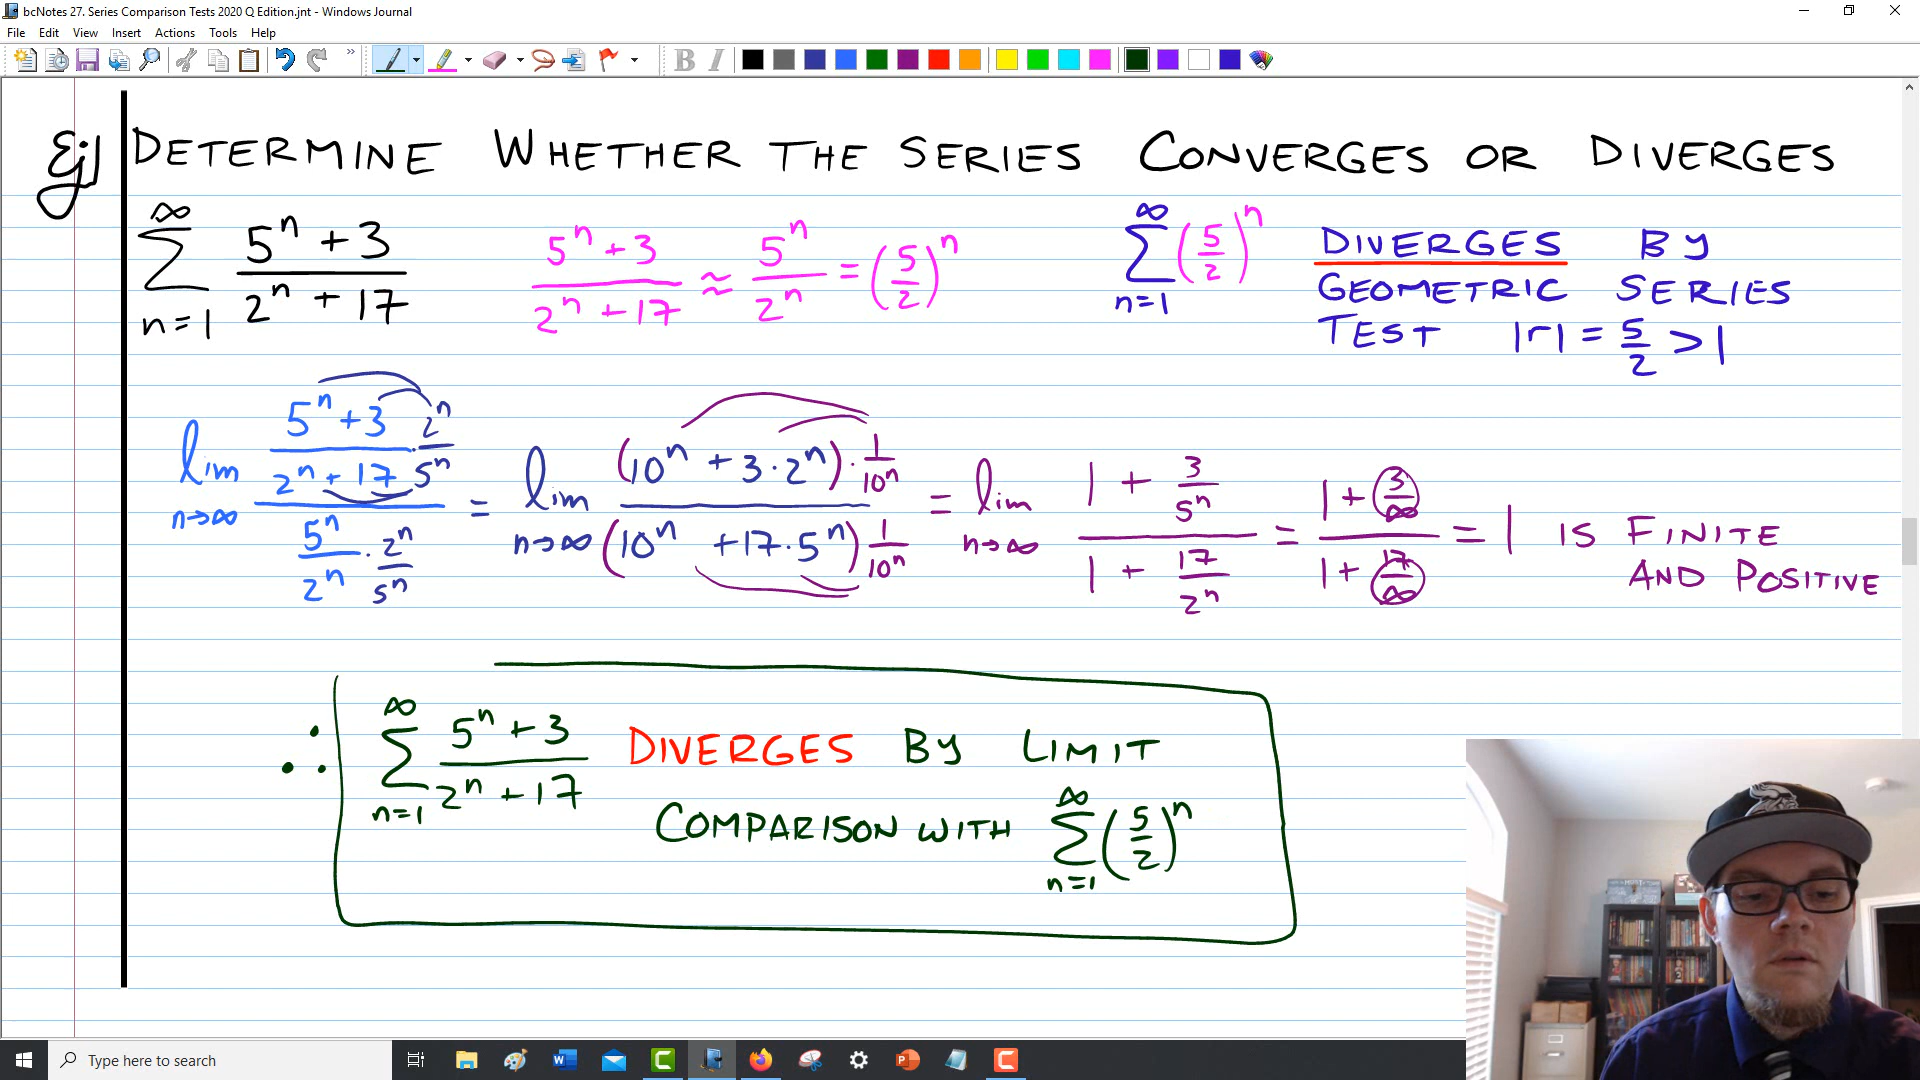 bcNotes 27. Series Comparison Tests 2020 Q Edition.jnt - Windows Journal
File Edit View Insert Actions Tools Help
Ej) DETERMINE WHETHER THE SERIES CONVERGES OR DIVERGES
∞ Σ n=1 (5^n + 3)/(2^n + 17)
(5^n + 3)/(2^n + 17) ≈ 5^n/2^n = (5/2)^n
∞ Σ n=1 (5/2)^n
DIVERGES BY
GEOMETRIC SERIES
TEST |r| = 5/2 > 1
lim n→∞ ((5^n + 3)/(2^n + 17) · 2^n/5^n)/(5^n/2^n · 2^n/5^n) = lim n→∞ ((10^n + 3·2^n) · 1/10^n)/((10^n + 17·5^n) 1/10^n) = lim n→∞ (1 + 3/5^n)/(1 + 17/2^n) = (1 + 3/∞)/(1 + 17/∞) = 1 IS FINITE
AND POSITIVE
∴ ∞ Σ n=1 (5^n + 3)/(2^n + 17) DIVERGES BY LIMIT
COMPARISON WITH ∞ Σ n=1 (5/2)^n
Type here to search